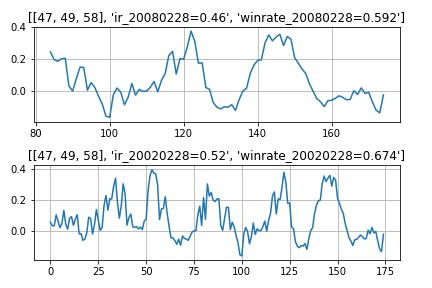 [[47, 49, 58], 'ir_20080228=0.46', 'winrate_20080228=0.592']
0.4
0.2
0.0
80 100 120 140 160
[[47, 49, 58], 'ir_20020228=0.52', 'winrate_20020228=0.674']
0.4
0.2
0.0
0 25 50 75 100 125 150 175